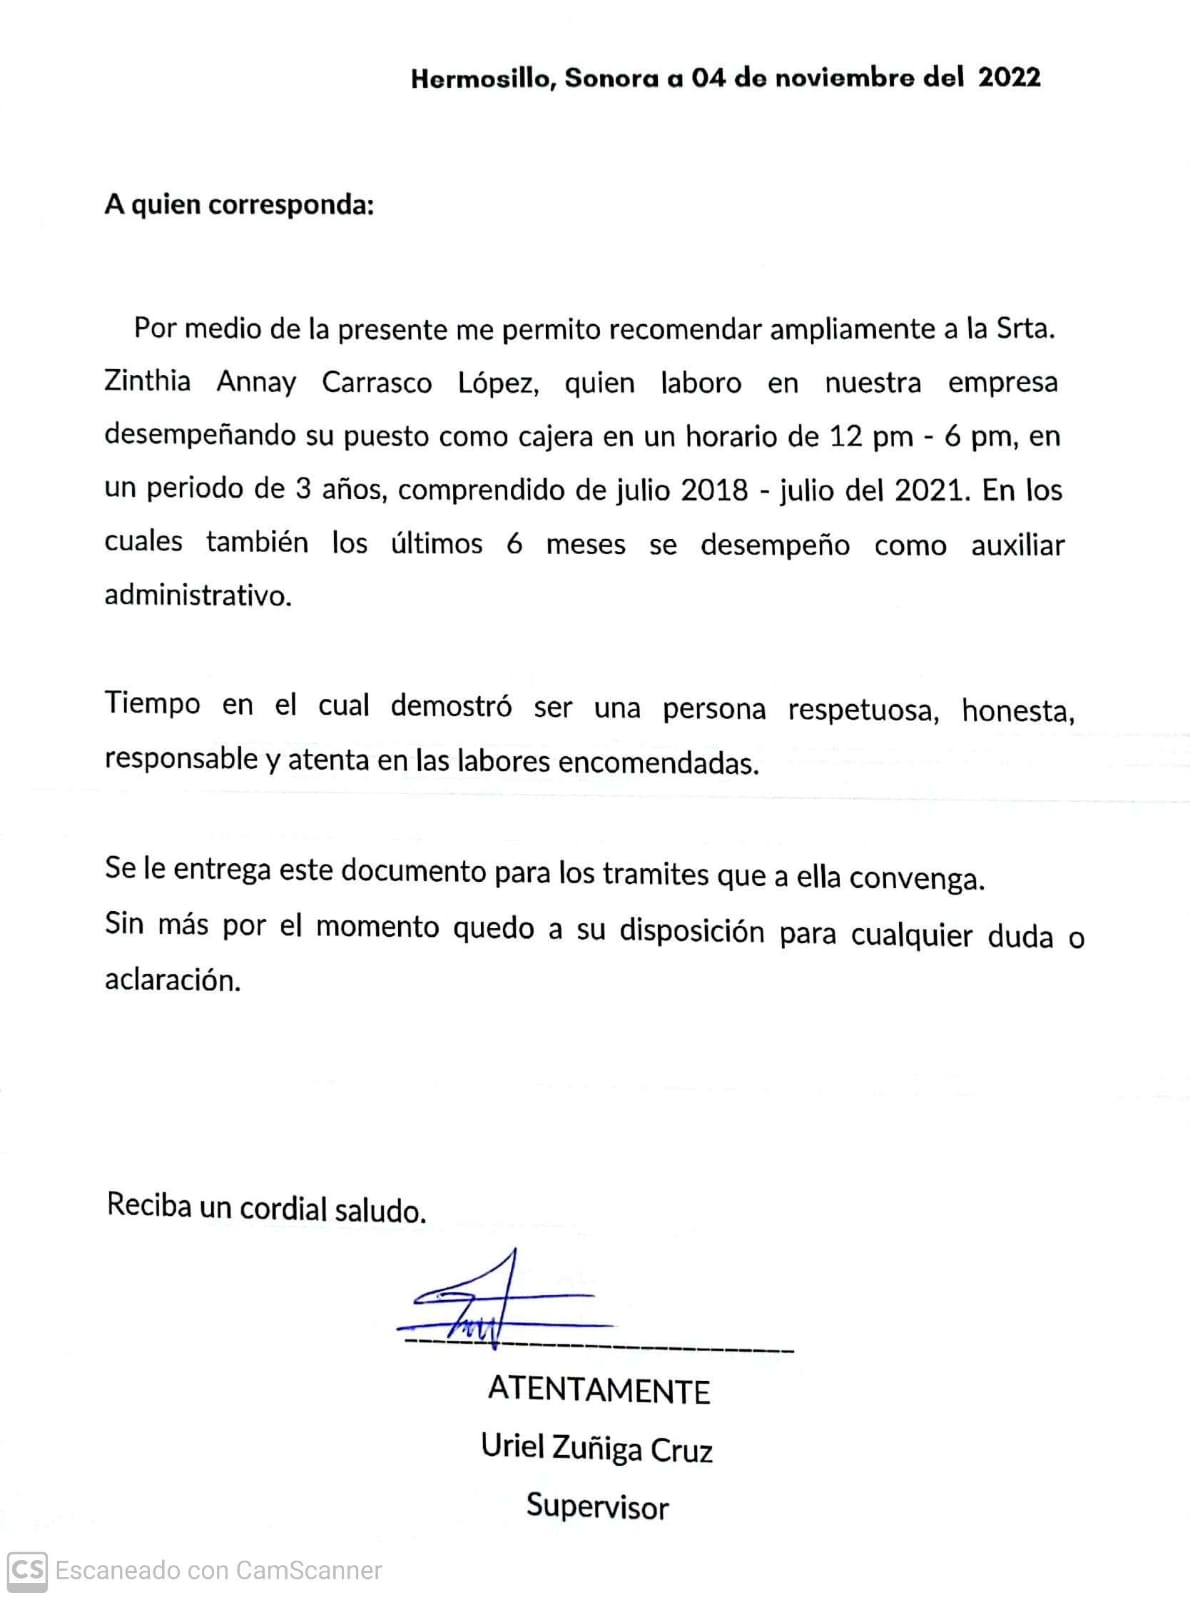 Hermosillo, Sonora a 04 de noviembre del 2022
A quien corresponda:
Por medio de la presente me permito recomendar ampliamente a la Srta.
Zinthia Annay Carrasco López, quien laboro en nuestra empresa
desempeñando su puesto como cajera en un horario de 12 pm - 6 pm, en
un periodo de 3 años, comprendido de julio 2018 - julio del 2021. En los
cuales también los últimos 6 meses se desempeño como auxiliar
administrativo.
Tiempo en el cual demostró ser una persona respetuosa, honesta,
responsable y atenta en las labores encomendadas.
Se le entrega este documento para los tramites que a ella convenga.
Sin más por el momento quedo a su disposición para cualquier duda o
aclaración.
Reciba un cordial saludo.
ATENTAMENTE
Uriel Zuñiga Cruz
Supervisor
CS Escaneado con CamScanner